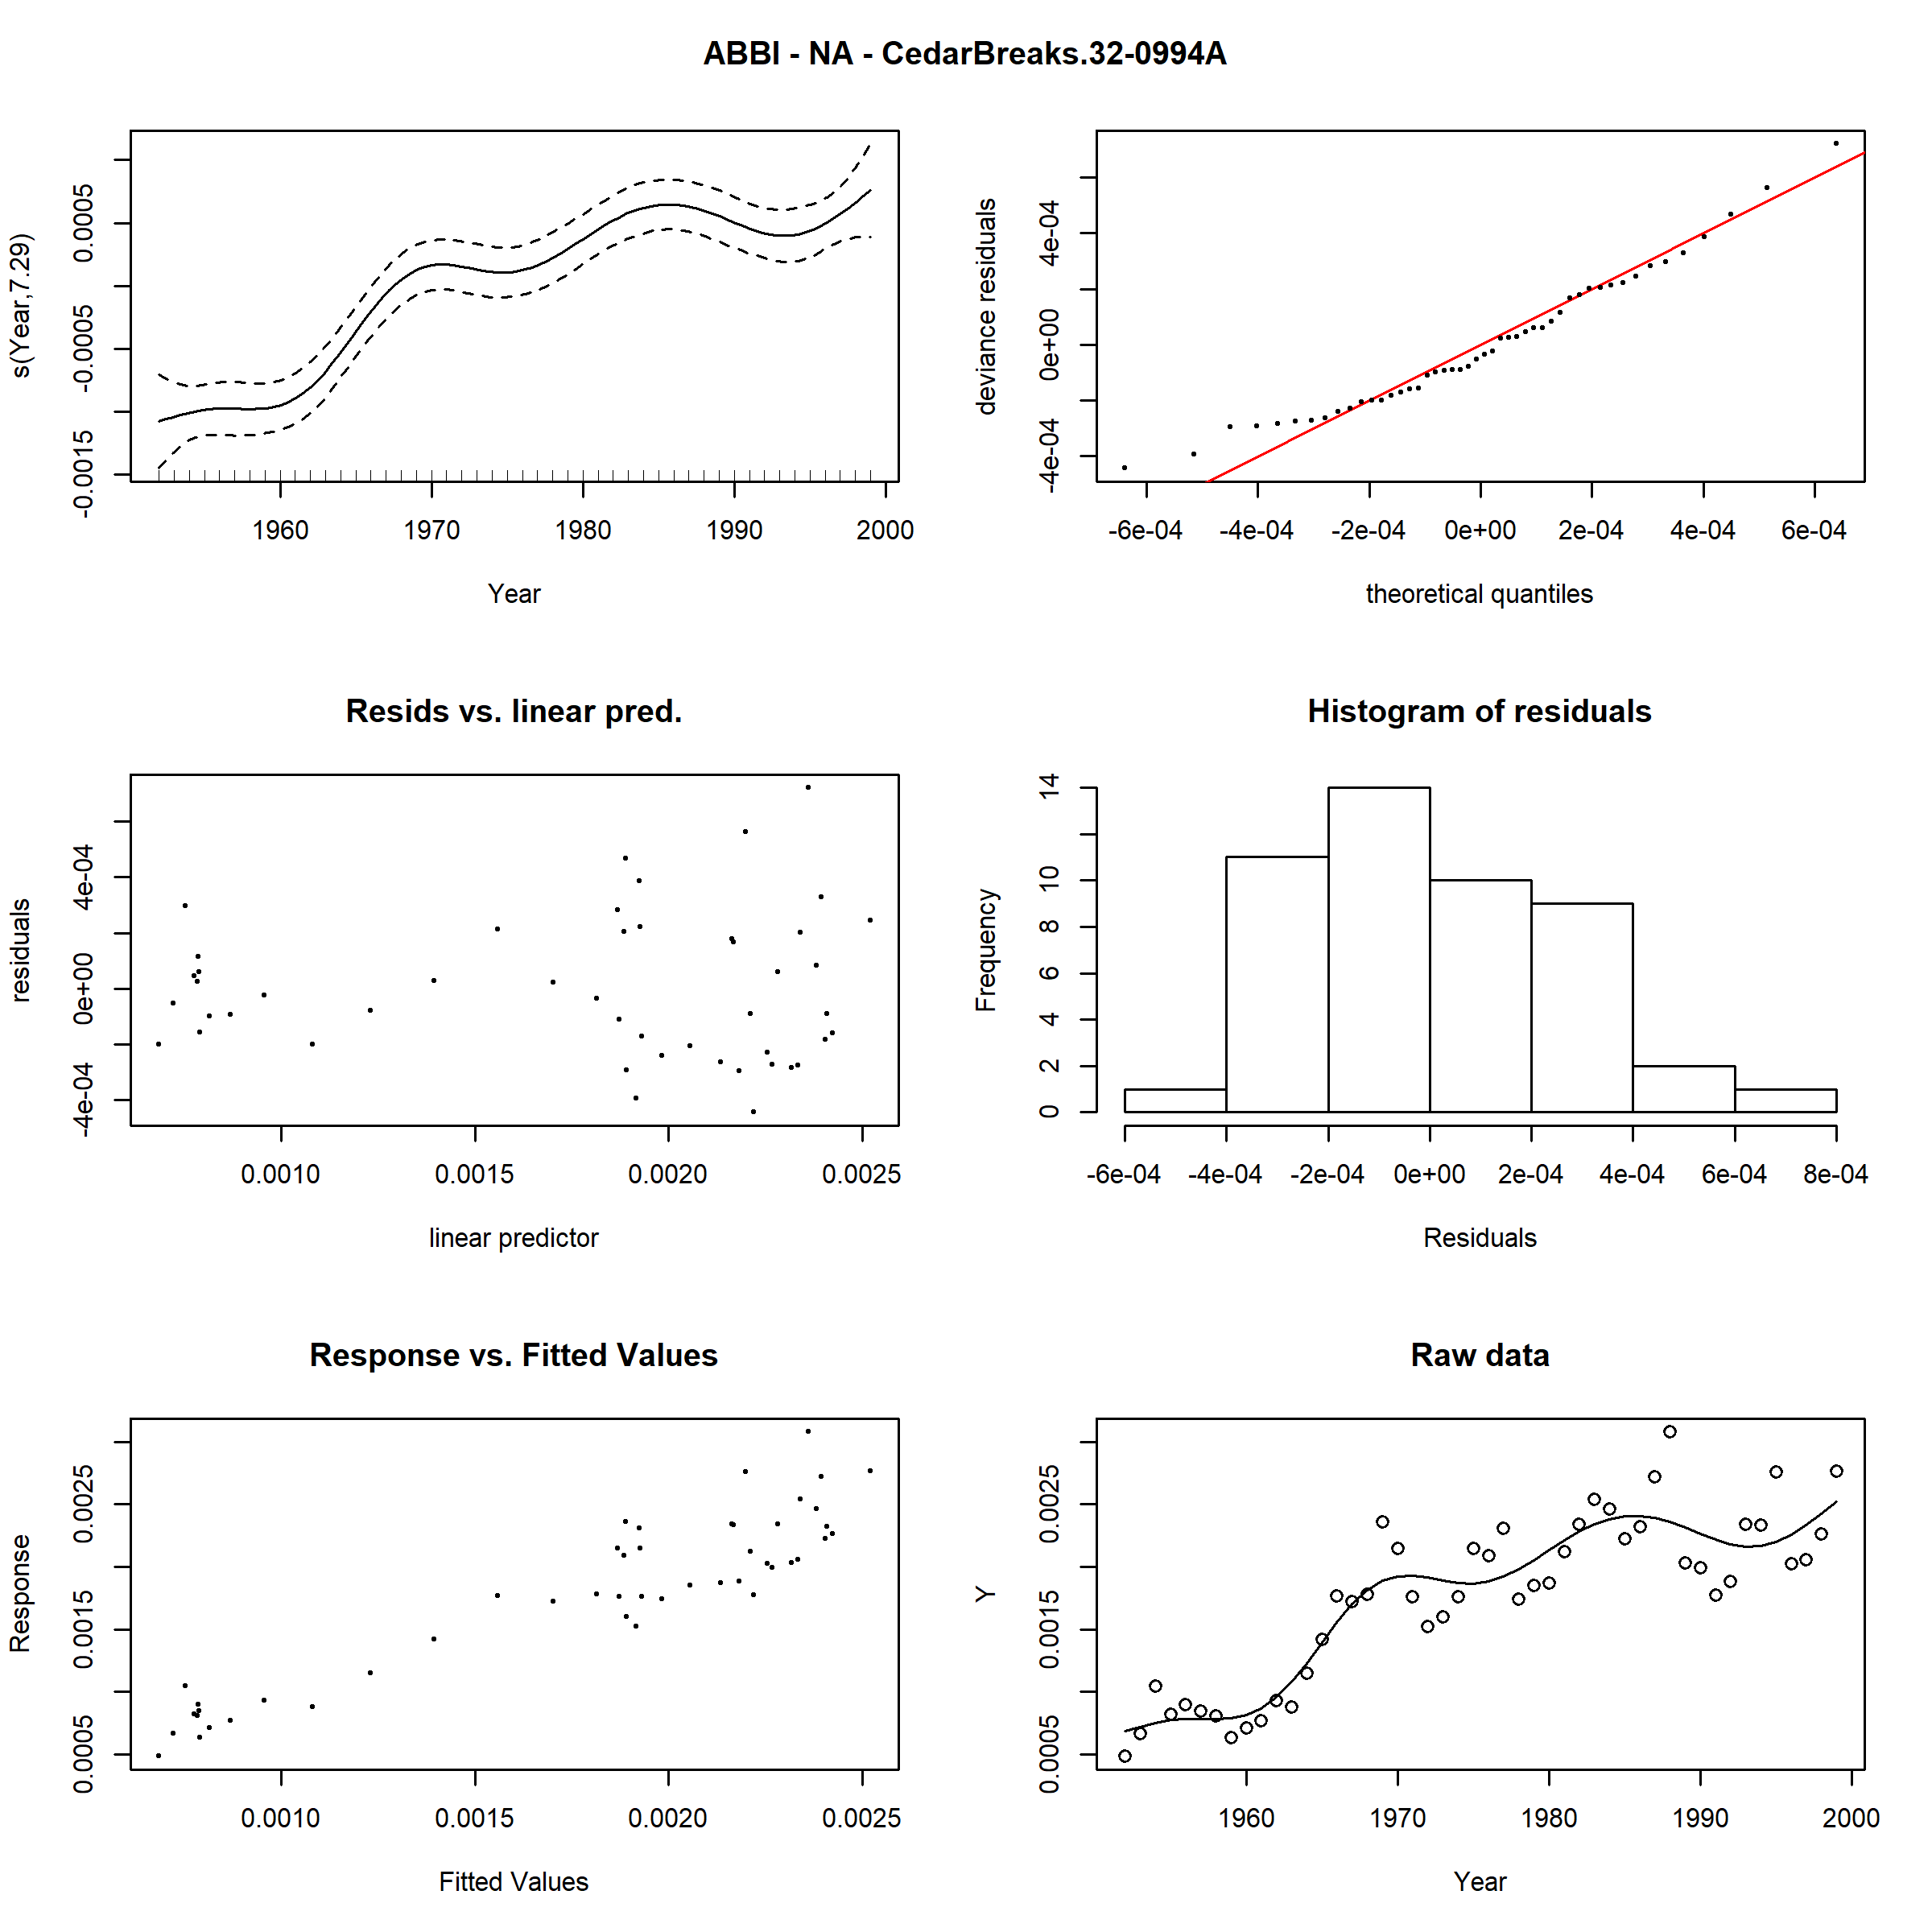 ABBI - NA - CedarBreaks.32-0994A
s(Year,7.29)
-0.0015 -0.0005 0.0005
1960 1970 1980 1990 2000
Year
deviance residuals
-4e-04 0e+00 4e-04
-6e-04 -4e-04 -2e-04 0e+00 2e-04 4e-04 6e-04
theoretical quantiles
Resids vs. linear pred.
residuals
-4e-04 0e+00 4e-04
0.0010 0.0015 0.0020 0.0025
linear predictor
Histogram of residuals
Frequency
0 2 4 6 8 10 14
-6e-04 -4e-04 -2e-04 0e+00 2e-04 4e-04 6e-04 8e-04
Residuals
Response vs. Fitted Values
Response
0.0005 0.0015 0.0025
0.0010 0.0015 0.0020 0.0025
Fitted Values
Raw data
Y
0.0005 0.0015 0.0025
1960 1970 1980 1990 2000
Year